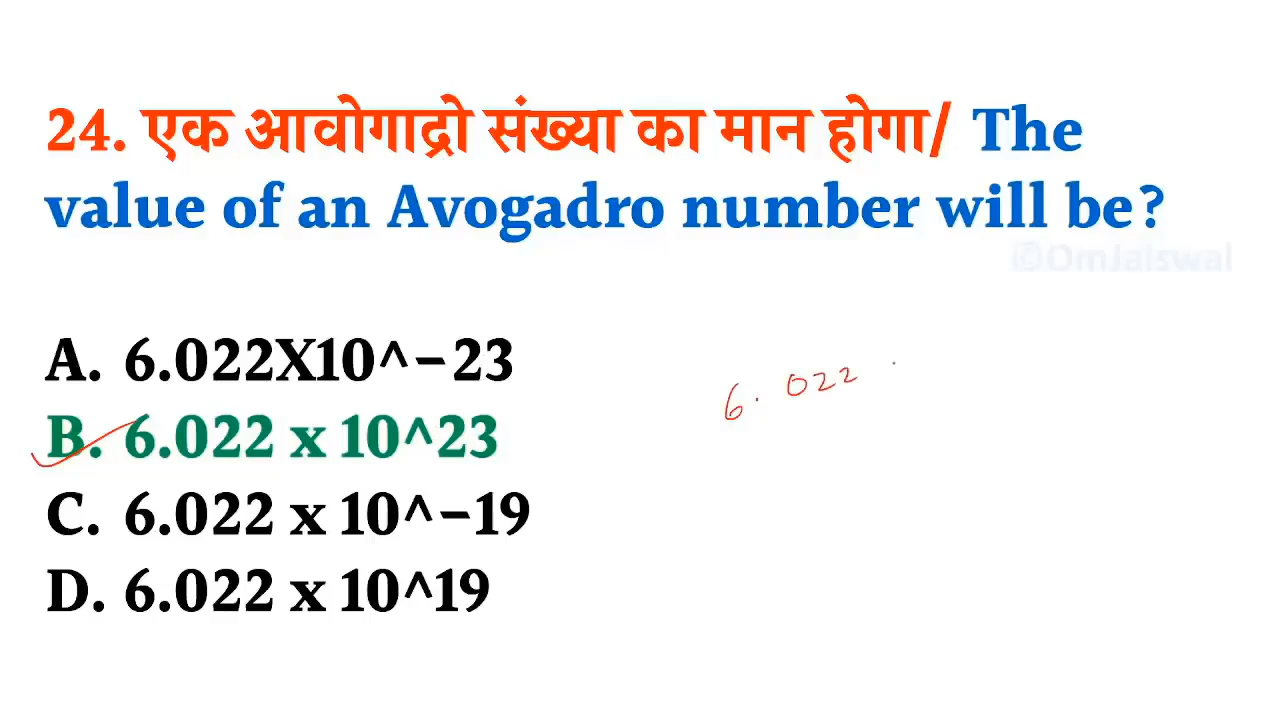 24. एक आवोगाद्रो संख्या का मान होगा/ The
value of an Avogadro number will be?
©OmJaiswal
A. 6.022X10^−23
B. 6.022 x 10^23
6.022
C. 6.022 x 10^−19
D. 6.022 x 10^19